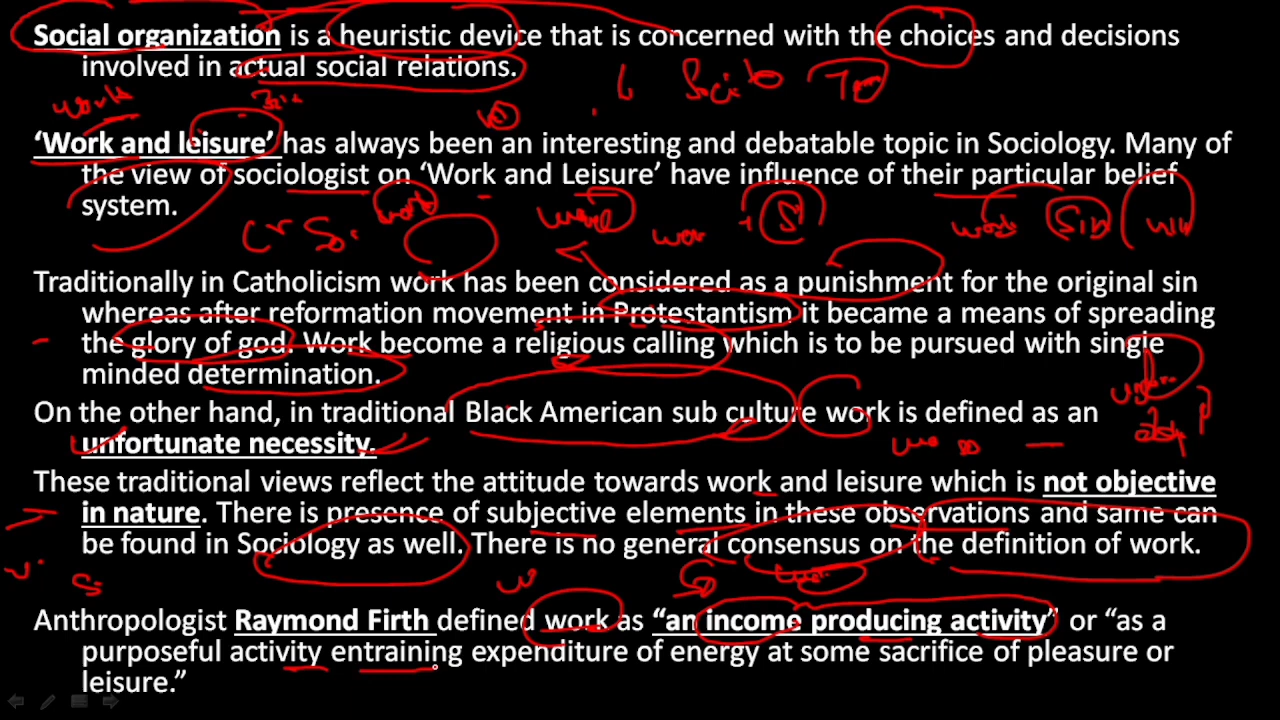 Social organization is a heuristic device that is concerned with the choices and decisions
involved in actual social relations.
work
‘Work and leisure’ has always been an interesting and debatable topic in Sociology. Many of
the view of sociologist on ‘Work and Leisure’ have influence of their particular belief
system.
work
work Sin
Traditionally in Catholicism work has been considered as a punishment for the original sin
whereas after reformation movement in Protestantism it became a means of spreading
the glory of god. Work become a religious calling which is to be pursued with single
minded determination.
On the other hand, in traditional Black American sub culture work is defined as an
unfortunate necessity.
These traditional views reflect the attitude towards work and leisure which is not objective
in nature. There is presence of subjective elements in these observations and same can
be found in Sociology as well. There is no general consensus on the definition of work.
Anthropologist Raymond Firth defined work as “an income producing activity” or “as a
purposeful activity entraining expenditure of energy at some sacrifice of pleasure or
leisure.”